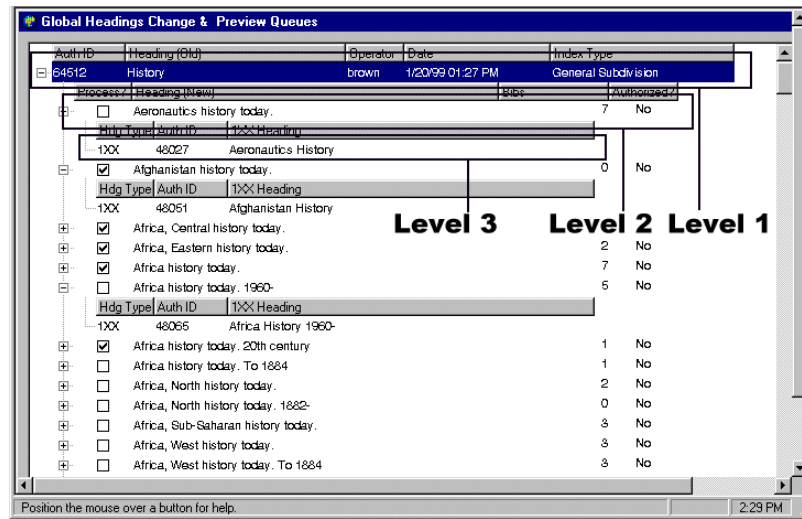 Global Headings Change & Preview Queues
Auth ID Heading (Old) Operator Date Index Type
64512 History brown 1/20/99 01:27 PM General Subdivision
Process? Heading (New) Bibs Authorized?
Aeronautics history today. 7 No
Hdg Type Auth ID 1XX Heading
1XX 48027 Aeronautics History
Afghanistan history today. 0 No
Hdg Type Auth ID 1XX Heading
1XX 48051 Afghanistan History
Africa, Central history today.
Level 3 Level 2 Level 1
Africa, Eastern history today. 2 No
Africa history today. 7 No
Africa history today. 1960- 5 No
Hdg Type Auth ID 1XX Heading
1XX 48065 Africa History 1960-
Africa history today. 20th century 1 No
Africa history today. To 1884 1 No
Africa, North history today. 2 No
Africa, North history today. 1882- 0 No
Africa, Sub-Saharan history today. 3 No
Africa, West history today. 3 No
Africa, West history today. To 1884 3 No
Position the mouse over a button for help. 2:29 PM